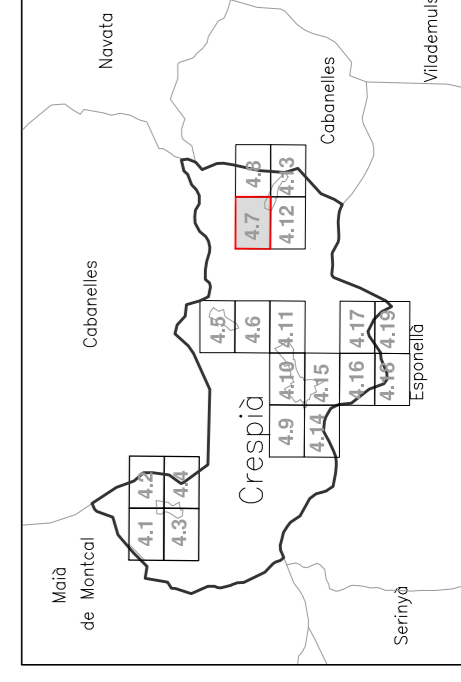 Navata
Vilademuls
Cabanelles
Cabanelles
4.8
4.13
4.7
4.12
4.5
4.6
4.11
4.17
4.19
4.10
4.15
4.16
4.18
Esponellà
Crespià
4.9
4.14
4.2
4.4
4.1
4.3
Maià
de Montcal
Serinyà